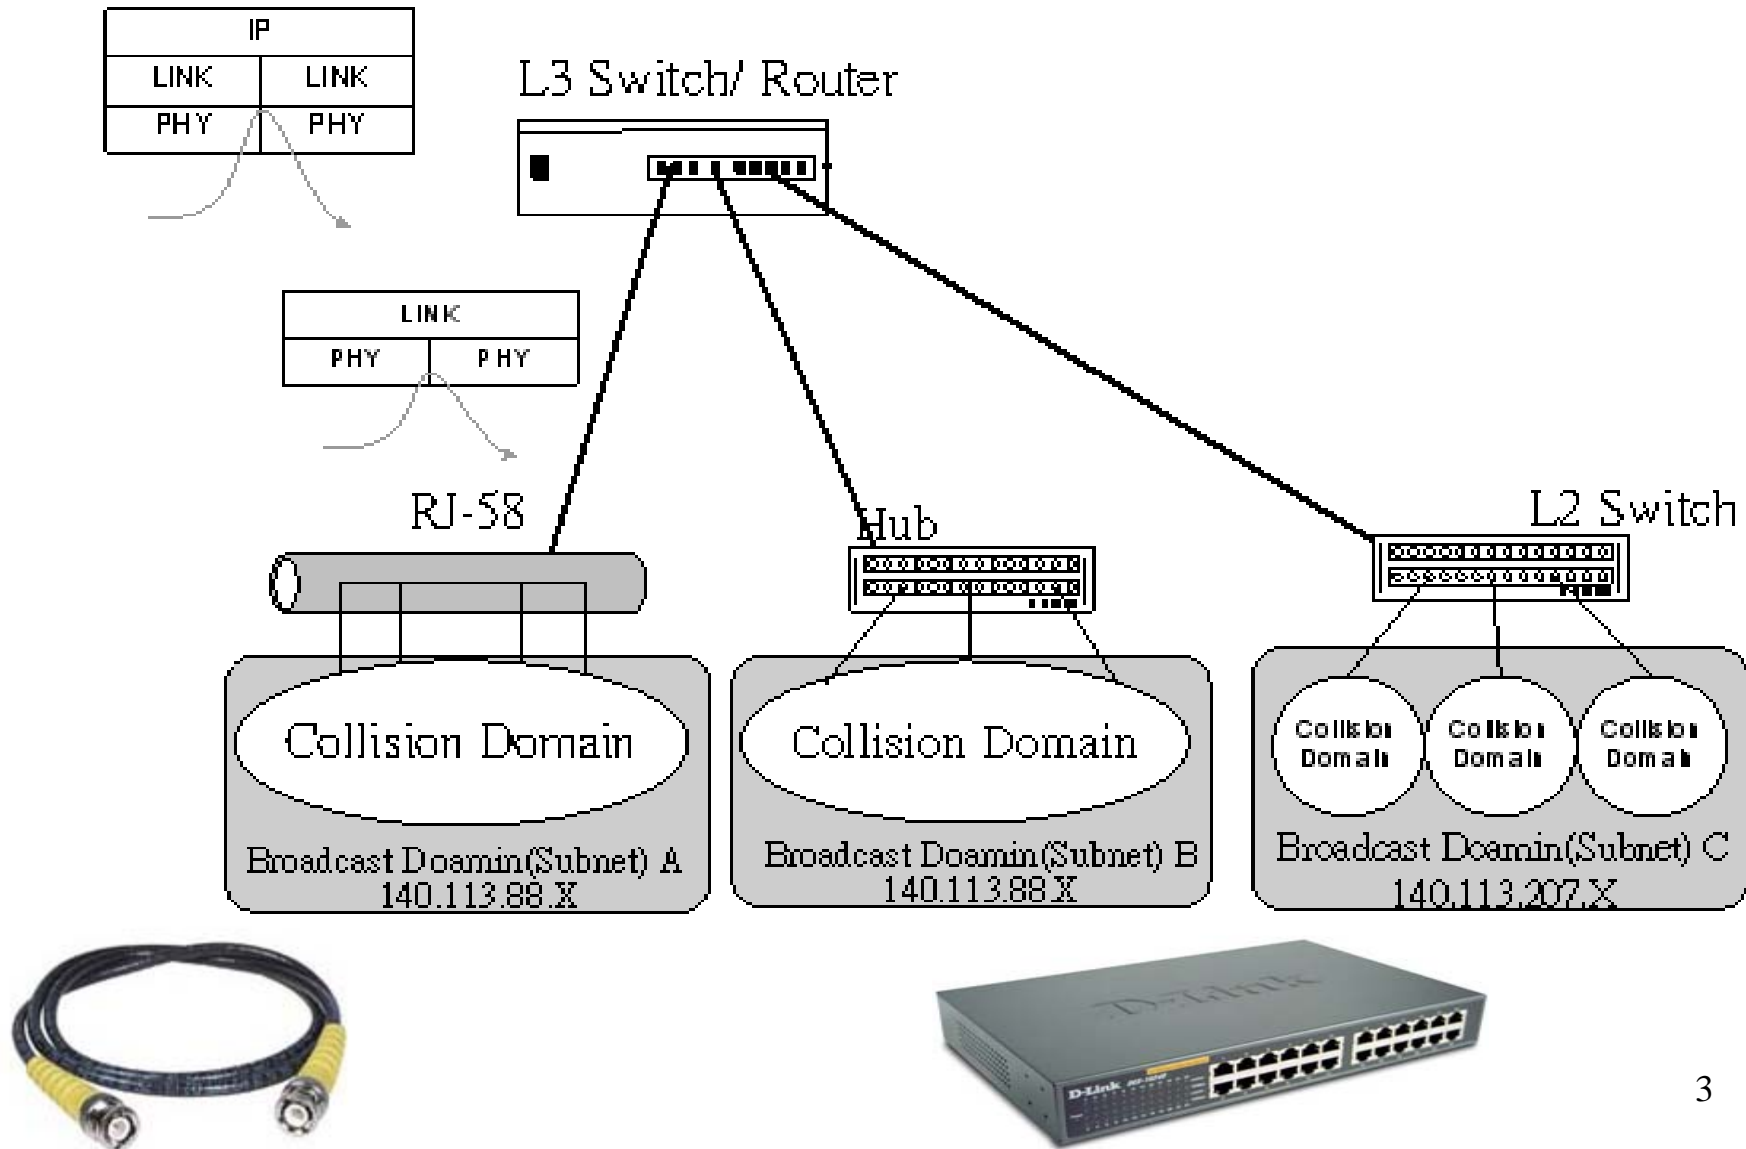 IP
LINK LINK
PHY PHY
L3 Switch/ Router
LINK
PHY PHY
RJ-58
Hub
L2 Switch
Collision Domain
Collision Domain
Collision Domain
Collision Domain
Collision Domain
Broadcast Doamin(Subnet) A
140.113.88.X
Broadcast Doamin(Subnet) B
140.113.88.X
Broadcast Doamin(Subnet) C
140.113.207.X
D-Link
D-Link
3